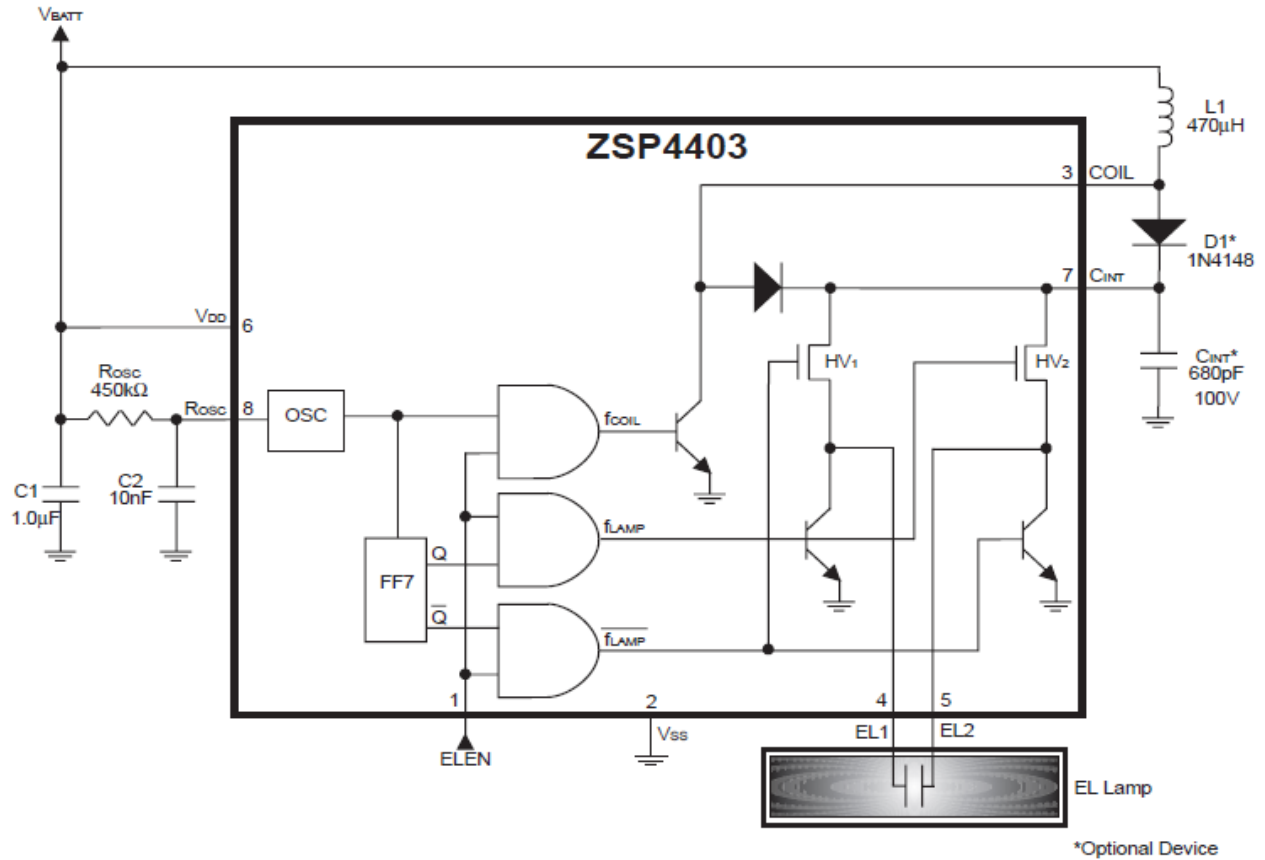 VBATT
L1
470μH
ZSP4403
3 COIL
D1*
1N4148
7 CINT
VDD
6
HV1
HV2
CINT*
680pF
100V
ROSC
450kΩ
ROSC
8
OSC
fCOIL
C1
1.0μF
C2
10nF
fLAMP
Q
FF7
Q̅
f̅L̅A̅M̅P̅
1
2
4
5
ELEN
VSS
EL1
EL2
EL Lamp
*Optional Device